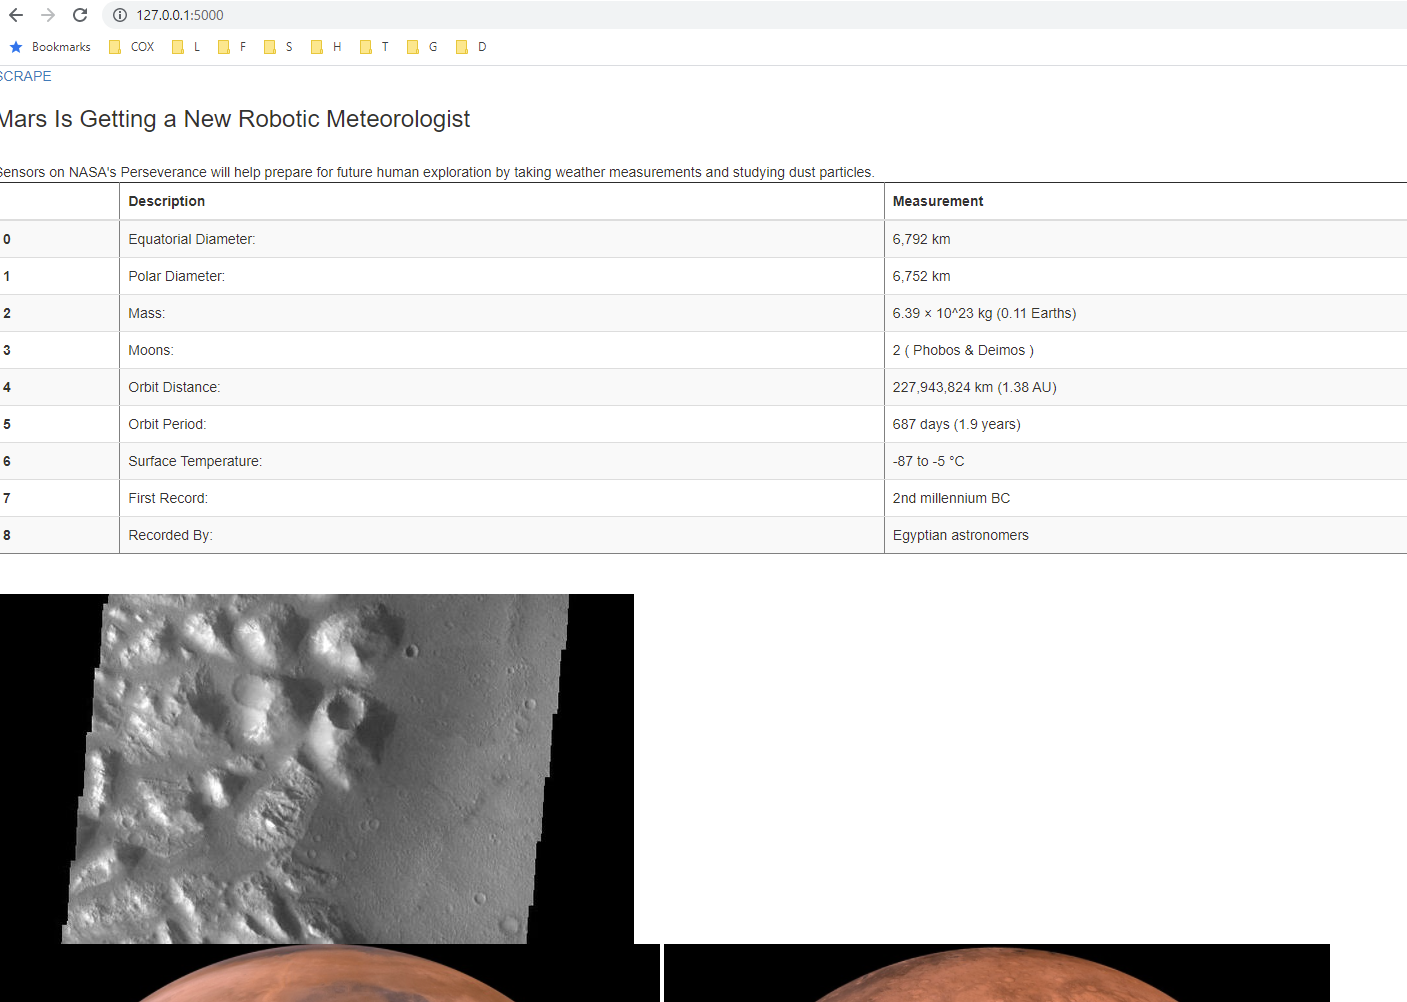 127.0.0.1:5000
Bookmarks COX L F S H T G D
SCRAPE
Mars Is Getting a New Robotic Meteorologist
Sensors on NASA's Perseverance will help prepare for future human exploration by taking weather measurements and studying dust particles.
Description Measurement
0 Equatorial Diameter: 6,792 km
1 Polar Diameter: 6,752 km
2 Mass: 6.39 × 10^23 kg (0.11 Earths)
3 Moons: 2 ( Phobos & Deimos )
4 Orbit Distance: 227,943,824 km (1.38 AU)
5 Orbit Period: 687 days (1.9 years)
6 Surface Temperature: -87 to -5 °C
7 First Record: 2nd millennium BC
8 Recorded By: Egyptian astronomers